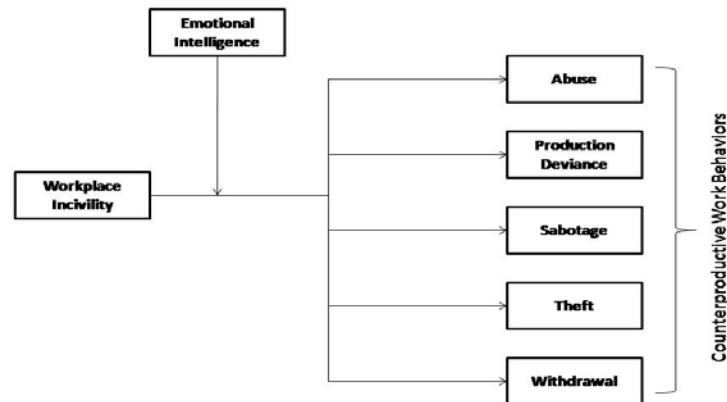 Emotional
Intelligence
Abuse
Production
Deviance
Workplace
Incivility
Sabotage
Theft
Withdrawal
Counterproductive Work Behaviors